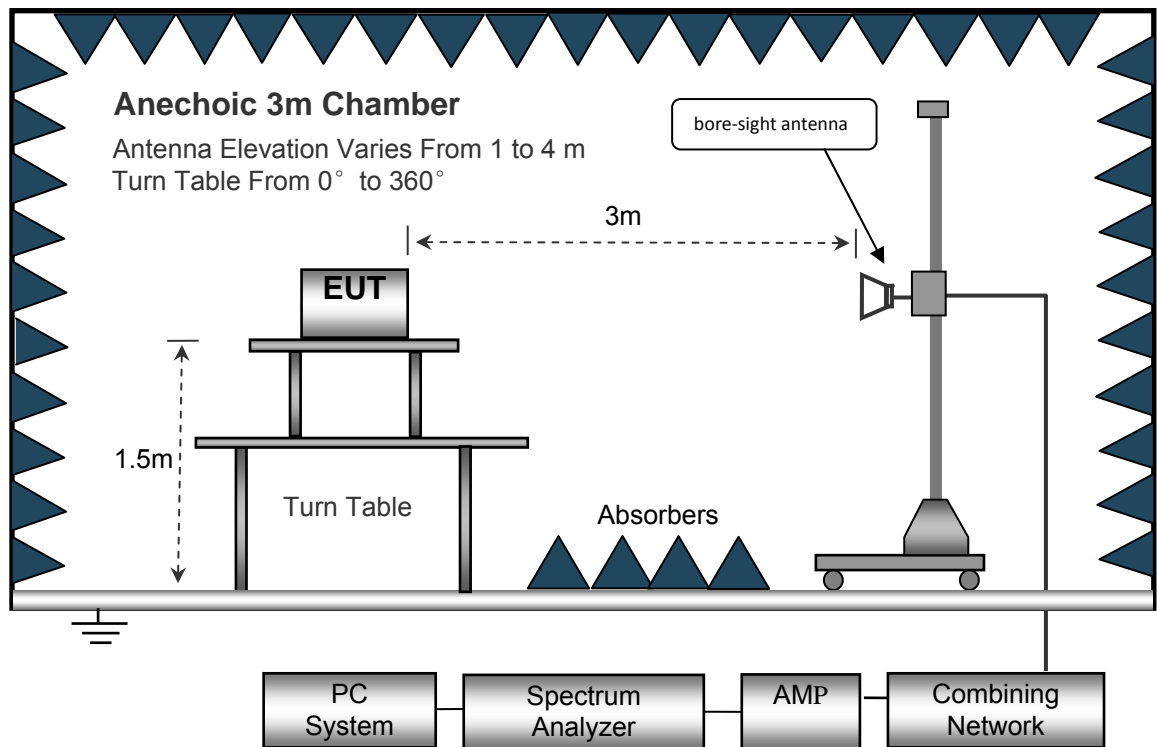 Anechoic 3m Chamber
Antenna Elevation Varies From 1 to 4 m
Turn Table From 0° to 360°
bore-sight antenna
3m
EUT
1.5m
Turn Table
Absorbers
PC
System
Spectrum
Analyzer
AMP
Combining
Network